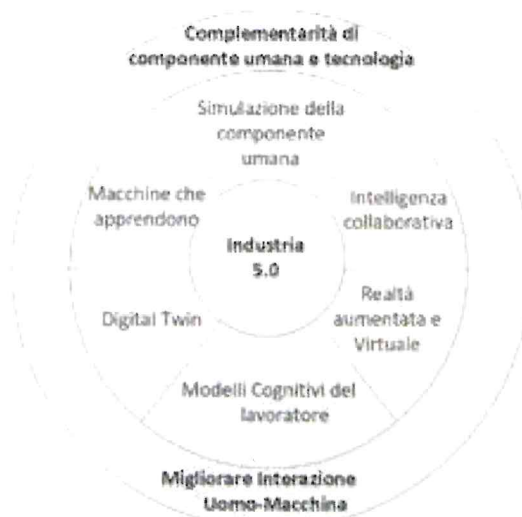 Complementarità di
componente umana e tecnologia
Simulazione della
componente
umana
Macchine che
apprendono
Intelligenza
collaborativa
Industria
5.0
Digital Twin
Realtà
aumentata e
Virtuale
Modelli Cognitivi del
lavoratore
Migliorare Interazione
Uomo-Macchina